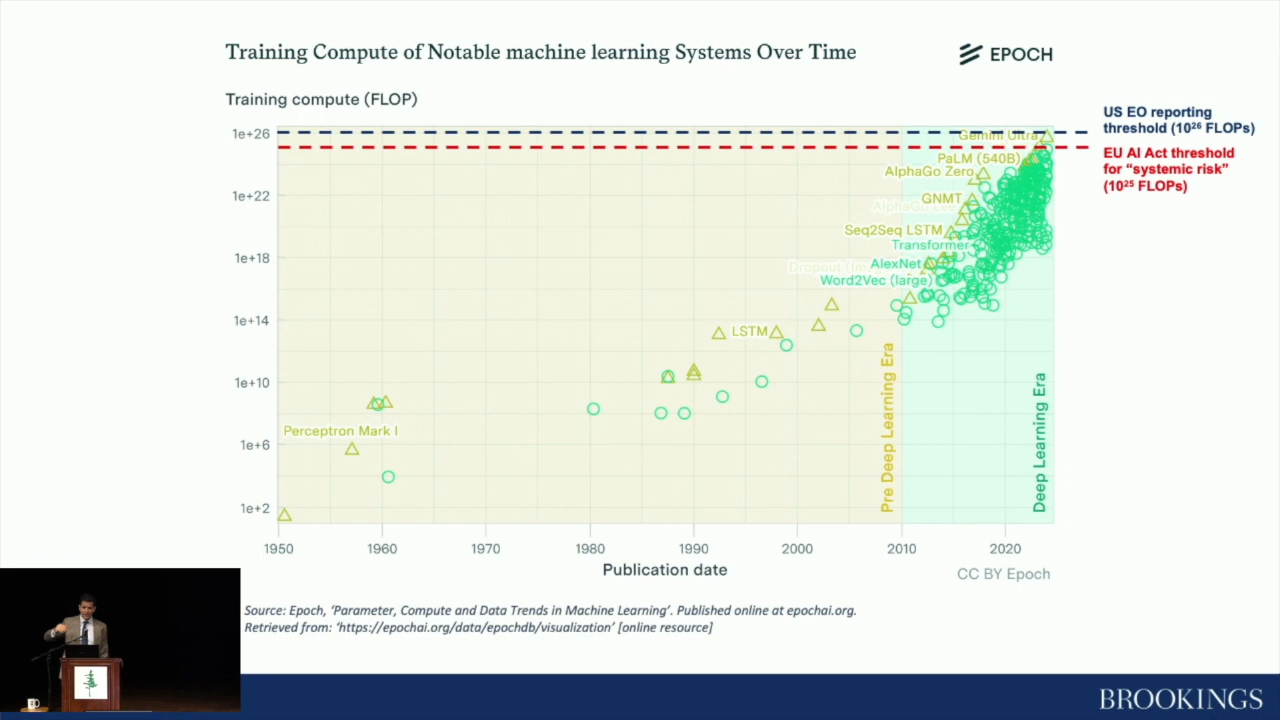 Training Compute of Notable machine learning Systems Over Time
EPOCH
Training compute (FLOP)
US EO reporting
threshold (10²⁶ FLOPs)
EU AI Act threshold
for “systemic risk”
(10²⁵ FLOPs)
1e+26
1e+22
1e+18
1e+14
1e+10
1e+6
1e+2
Gemini Ultra
PaLM (540B)
AlphaGo Zero
GNMT
Seq2Seq LSTM
Transformer
AlexNet
Word2Vec (large)
LSTM
Perceptron Mark I
Pre Deep Learning Era
Deep Learning Era
1950
1960
1970
1980
1990
2000
2010
2020
Publication date
CC BY Epoch
Source: Epoch, ‘Parameter, Compute and Data Trends in Machine Learning’. Published online at epochai.org.
Retrieved from: ‘https://epochai.org/data/epochdb/visualization’ [online resource]
BROOKINGS